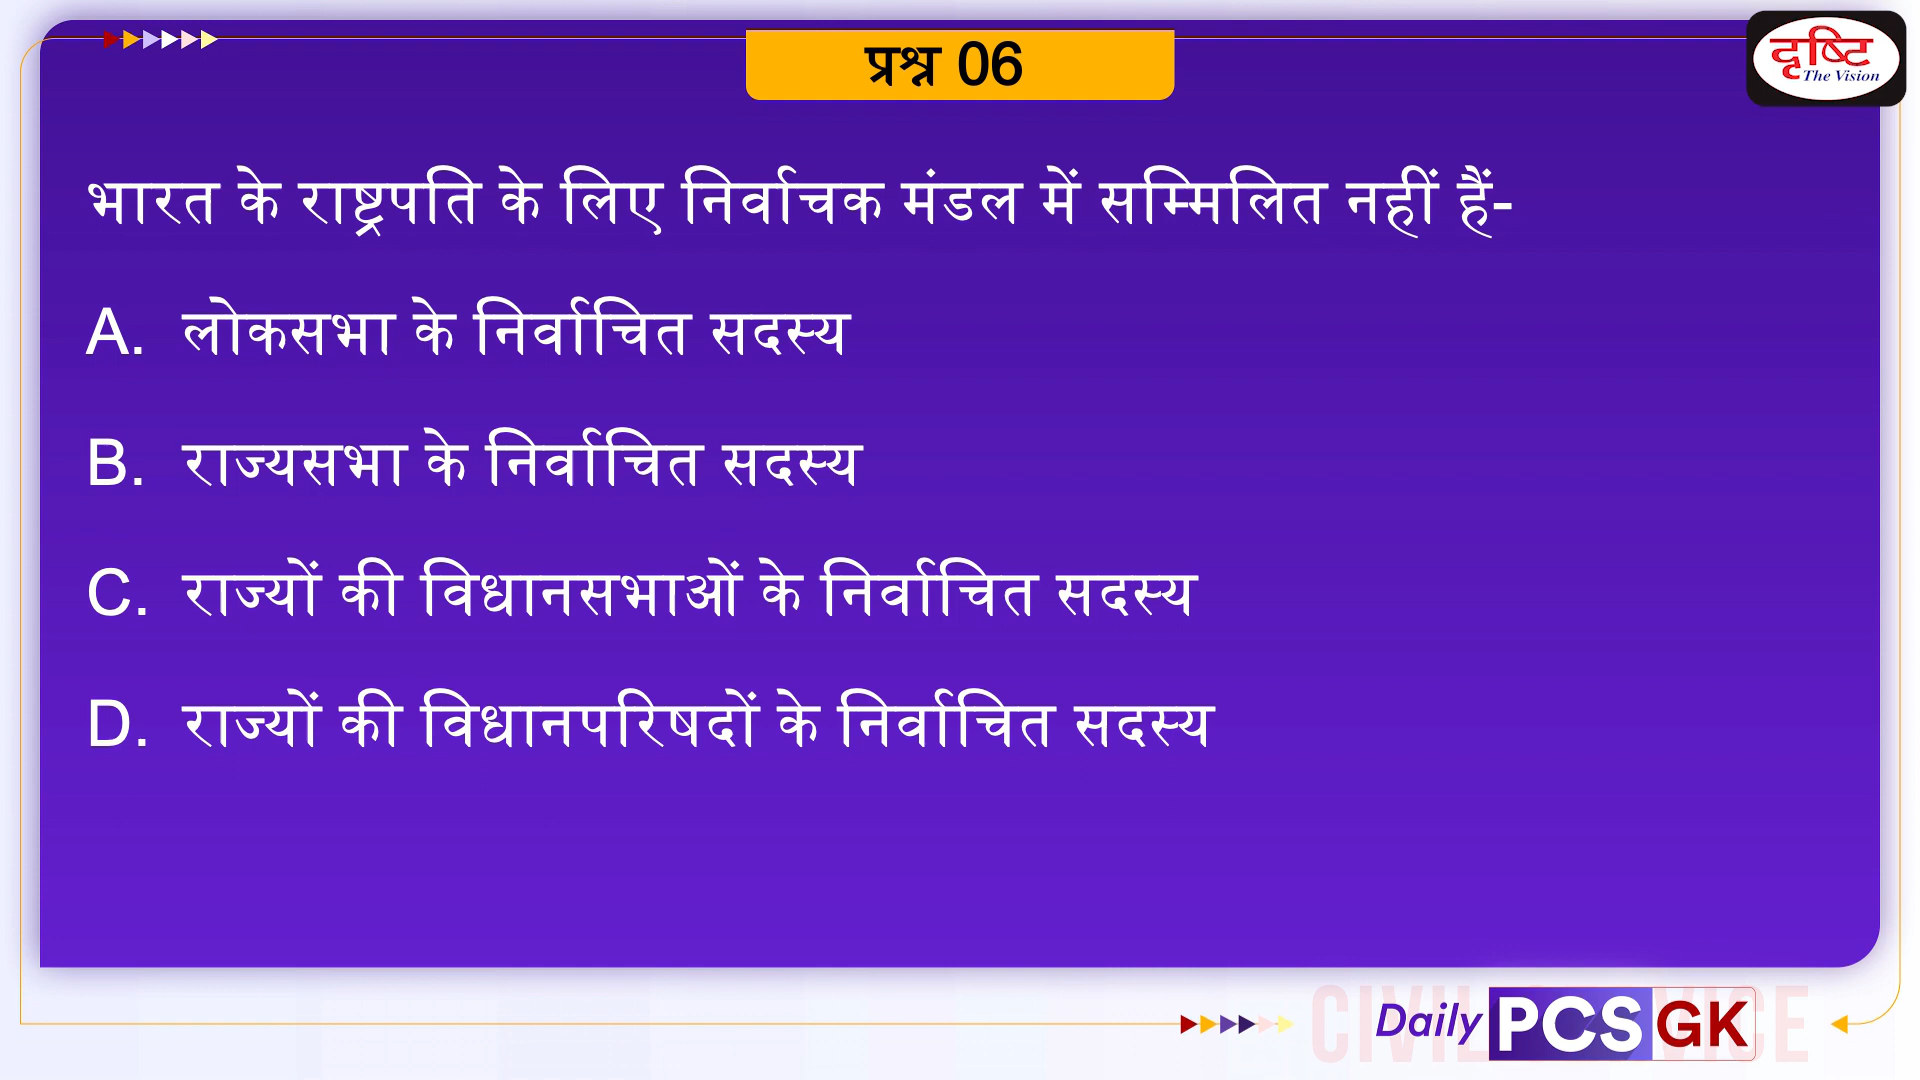 प्रश्न 06
दृष्टि
The Vision
भारत के राष्ट्रपति के लिए निर्वाचक मंडल में सम्मिलित नहीं हैं-
A. लोकसभा के निर्वाचित सदस्य
B. राज्यसभा के निर्वाचित सदस्य
C. राज्यों की विधानसभाओं के निर्वाचित सदस्य
D. राज्यों की विधानपरिषदों के निर्वाचित सदस्य
Daily PCS GK